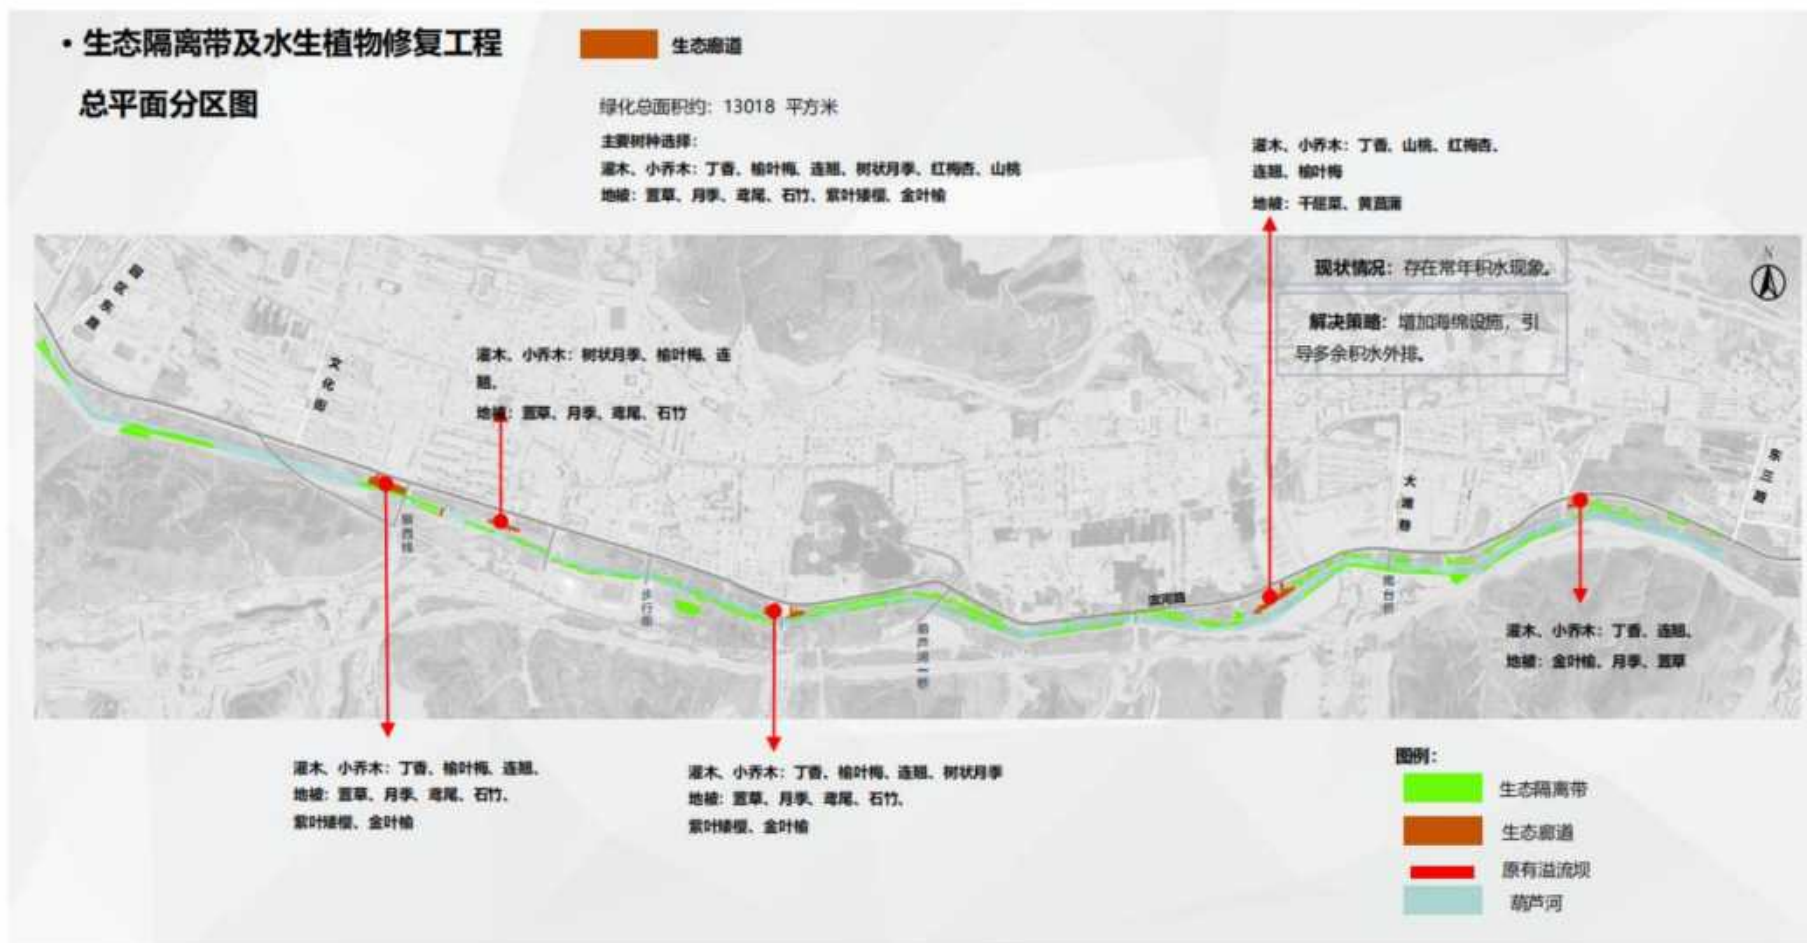 · 生态隔离带及水生植物修复工程
总平面分区图
生态廊道
绿化总面积约：13018 平方米
主要树种选择：
灌木、小乔木：丁香、榆叶梅、连翘、树状月季、红梅杏、山桃
地被：萱草、月季、鸢尾、石竹、紫叶矮樱、金叶榆
灌木、小乔木：丁香、山桃、红梅杏、
连翘、榆叶梅
地被：千屈菜、黄菖蒲
现状情况：存在常年积水现象。
解决策略：增加海绵设施，引
导多余积水外排。
N
文化街
灌木、小乔木：树状月季、榆叶梅、连
翘、
地被：萱草、月季、鸢尾、石竹
步行街
滨河路
东三路
灌木、小乔木：丁香、连翘、
地被：金叶榆、月季、萱草
灌木、小乔木：丁香、榆叶梅、连翘、
地被：萱草、月季、鸢尾、石竹、
紫叶矮樱、金叶榆
灌木、小乔木：丁香、榆叶梅、连翘、树状月季
地被：萱草、月季、鸢尾、石竹、
紫叶矮樱、金叶榆
图例：
生态隔离带
生态廊道
原有溢流坝
葫芦河